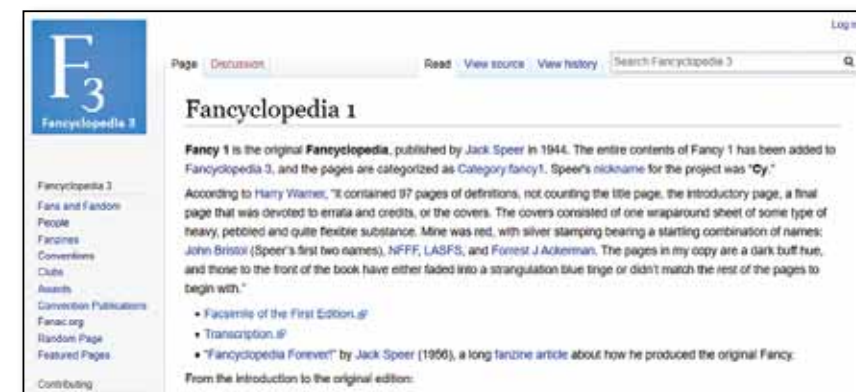 Log in
F3
Fancyclopedia 3
Page Discussion Read View source View history Search Fancyclopedia 3
Fancyclopedia 1
Fancy 1 is the original Fancyclopedia, published by Jack Speer in 1944. The entire contents of Fancy 1 has been added to
Fancyclopedia 3, and the pages are categorized as Category fancy1. Speer's nickname for the project was "Cy."
According to Harry Warner, "it contained 97 pages of definitions, not counting the title page, the introductory page, a final
page that was devoted to errata and credits, or the covers. The covers consisted of one wraparound sheet of some type of
heavy, pebbled and quite flexible substance. Mine was red, with silver stamping bearing a startling combination of names:
John Bristol (Speer's first two names), NFFF, LASFS, and Forrest J Ackerman. The pages in my copy are a dark buff hue,
and those to the front of the book have either faded into a strangulation blue tinge or didn't match the rest of the pages to
begin with."
• Facsimile of the First Edition.
• Transcription.
• "Fancyclopedia Forever!" by Jack Speer (1956), a long fanzine article about how he produced the original Fancy.
From the introduction to the original edition:
Fancyclopedia 3
Fans and Fandom
People
Fanzines
Conventions
Clubs
Awards
Convention Publications
Fanac.org
Random Page
Featured Pages
Contributing